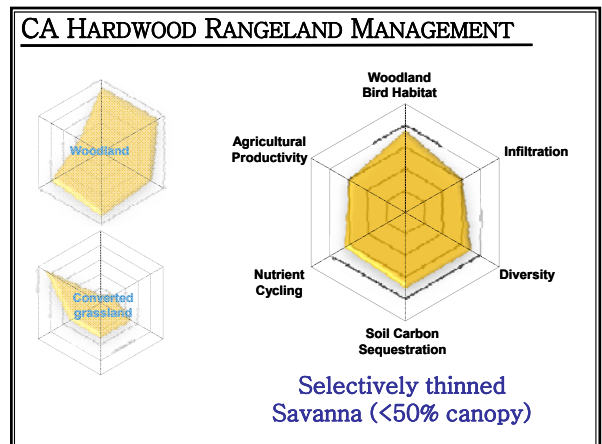 CA HARDWOOD RANGELAND MANAGEMENT
Woodland
Converted
grassland
Woodland
Bird Habitat
Agricultural
Productivity
Infiltration
Nutrient
Cycling
Diversity
Soil Carbon
Sequestration
Selectively thinned
Savanna (<50% canopy)